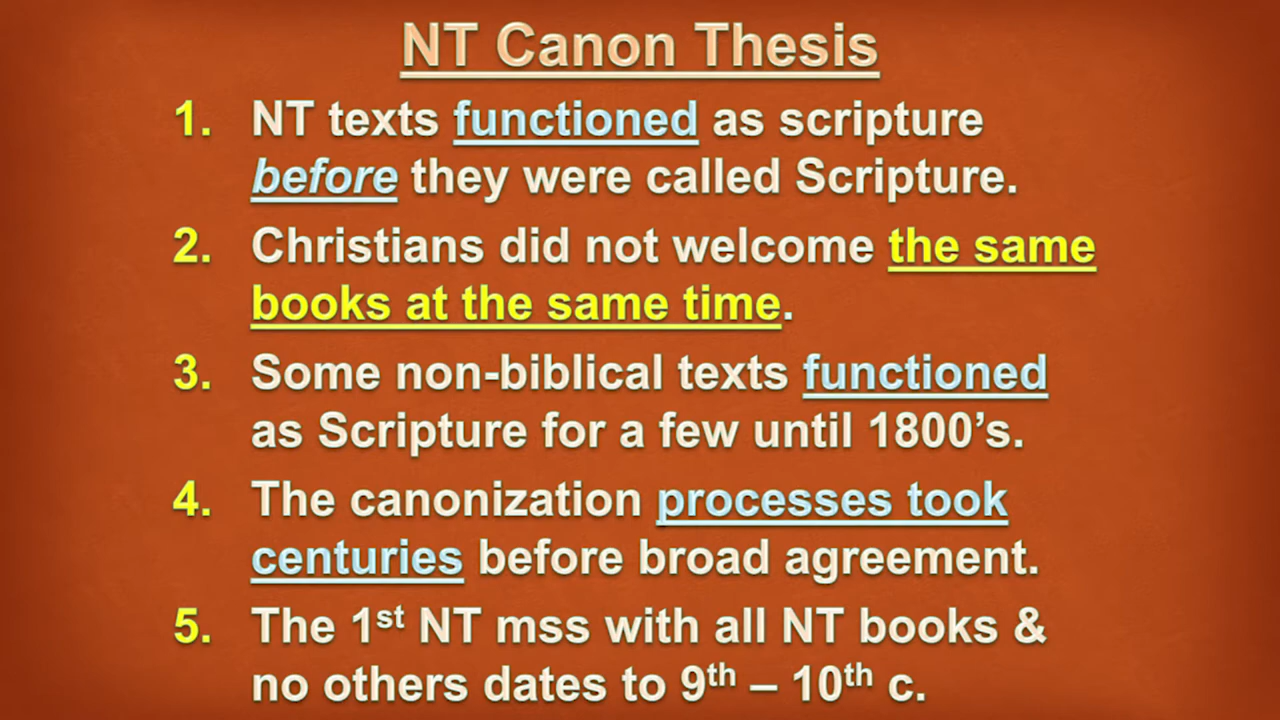 NT Canon Thesis
1. NT texts functioned as scripture
before they were called Scripture.
2. Christians did not welcome the same
books at the same time.
3. Some non-biblical texts functioned
as Scripture for a few until 1800’s.
4. The canonization processes took
centuries before broad agreement.
5. The 1st NT mss with all NT books &
no others dates to 9th – 10th c.